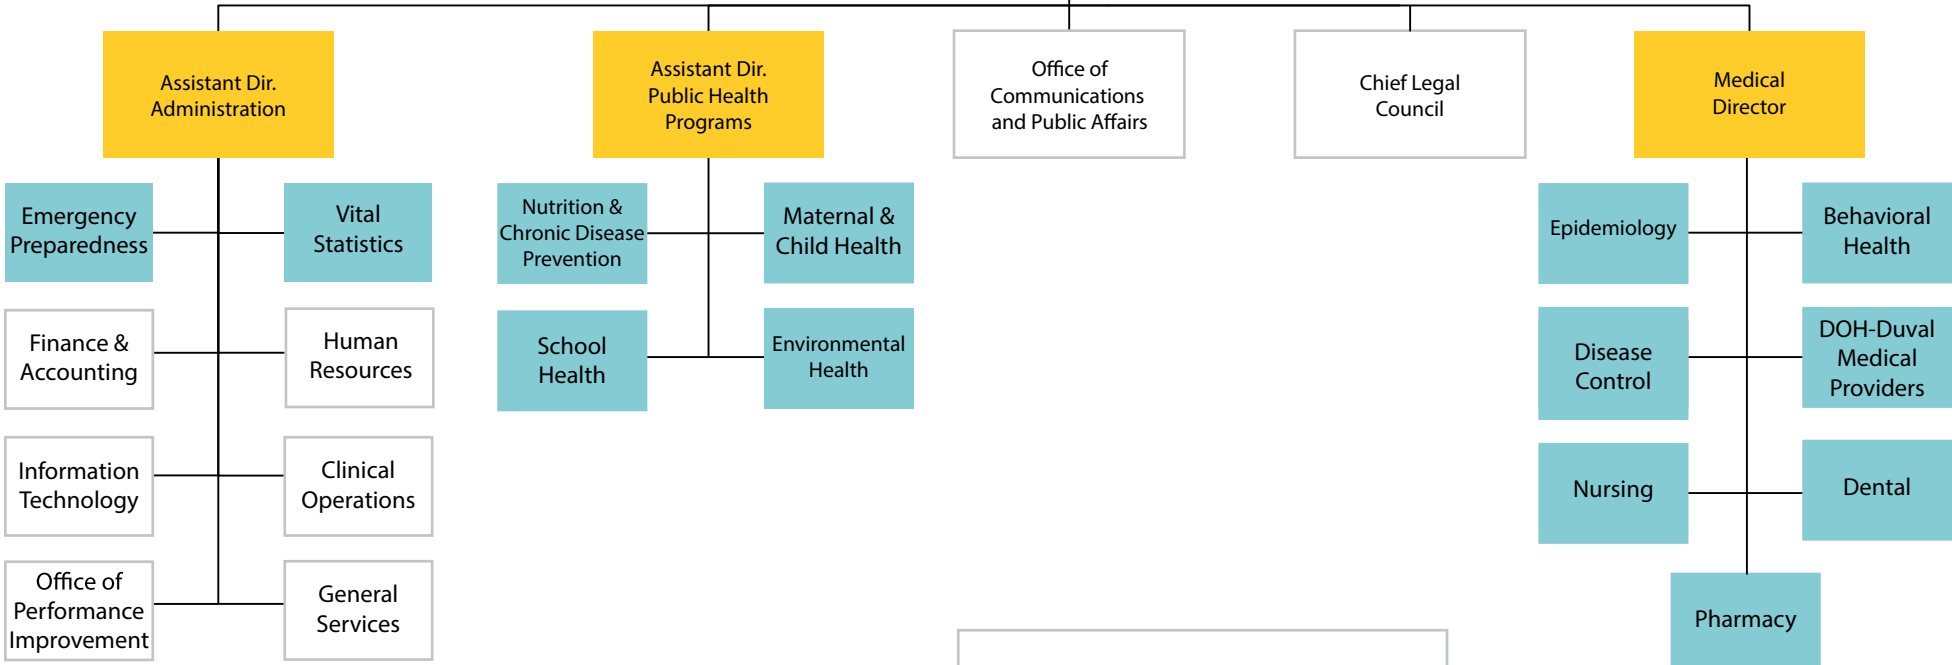 Assistant Dir.
Administration
Assistant Dir.
Public Health
Programs
Office of
Communications
and Public Affairs
Chief Legal
Council
Medical
Director
Emergency
Preparedness
Vital
Statistics
Nutrition &
Chronic Disease
Prevention
Maternal &
Child Health
Epidemiology
Behavioral
Health
Finance &
Accounting
Human
Resources
School
Health
Environmental
Health
Disease
Control
DOH-Duval
Medical
Providers
Information
Technology
Clinical
Operations
Nursing
Dental
Office of
Performance
Improvement
General
Services
Pharmacy